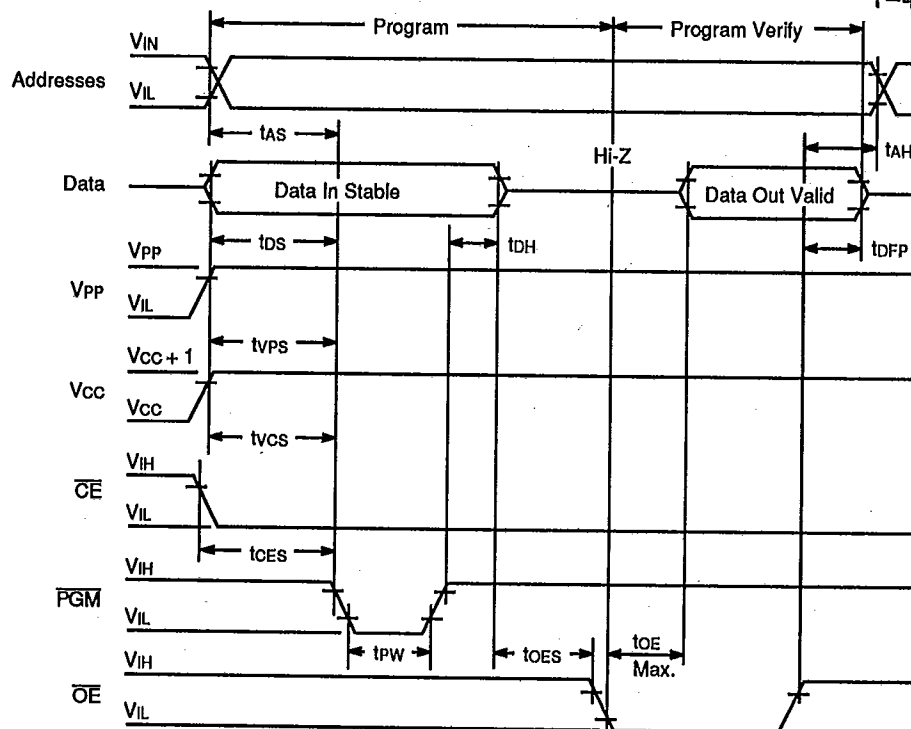 Program
Program Verify
VIN
Addresses
VIL
tAS
tAH
Hi-Z
Data
Data In Stable
Data Out Valid
tDS
tDH
tDFP
VPP
VPP
VIL
tVPS
VCC + 1
VCC
VCC
tVCS
VIH
CE
VIL
tCES
VIH
PGM
VIL
tPW
tOES
tOE
Max.
VIH
OE
VIL